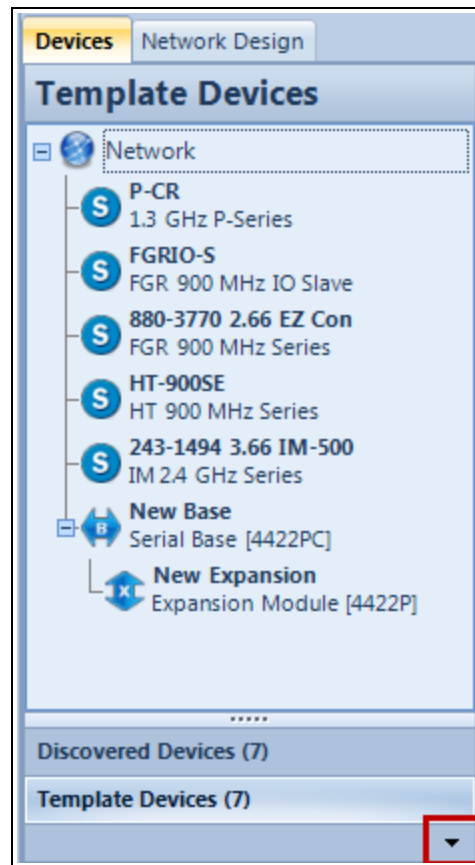 Devices Network Design
Template Devices
Network
S P-CR
1.3 GHz P-Series
S FGRIO-S
FGR 900 MHz IO Slave
S 880-3770 2.66 EZ Con
FGR 900 MHz Series
S HT-900SE
HT 900 MHz Series
S 243-1494 3.66 IM-500
IM 2.4 GHz Series
B New Base
Serial Base [4422PC]
X New Expansion
Expansion Module [4422P]
Discovered Devices (7)
Template Devices (7)